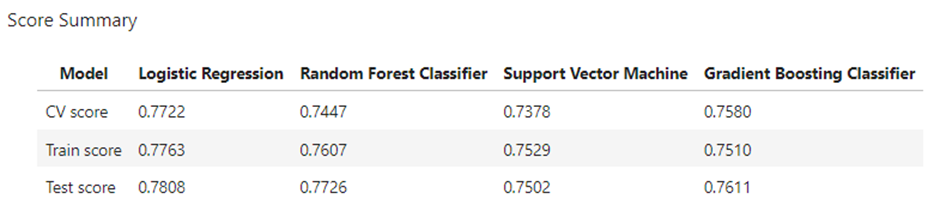 Score Summary
Model Logistic Regression Random Forest Classifier Support Vector Machine Gradient Boosting Classifier
CV score 0.7722 0.7447 0.7378 0.7580
Train score 0.7763 0.7607 0.7529 0.7510
Test score 0.7808 0.7726 0.7502 0.7611